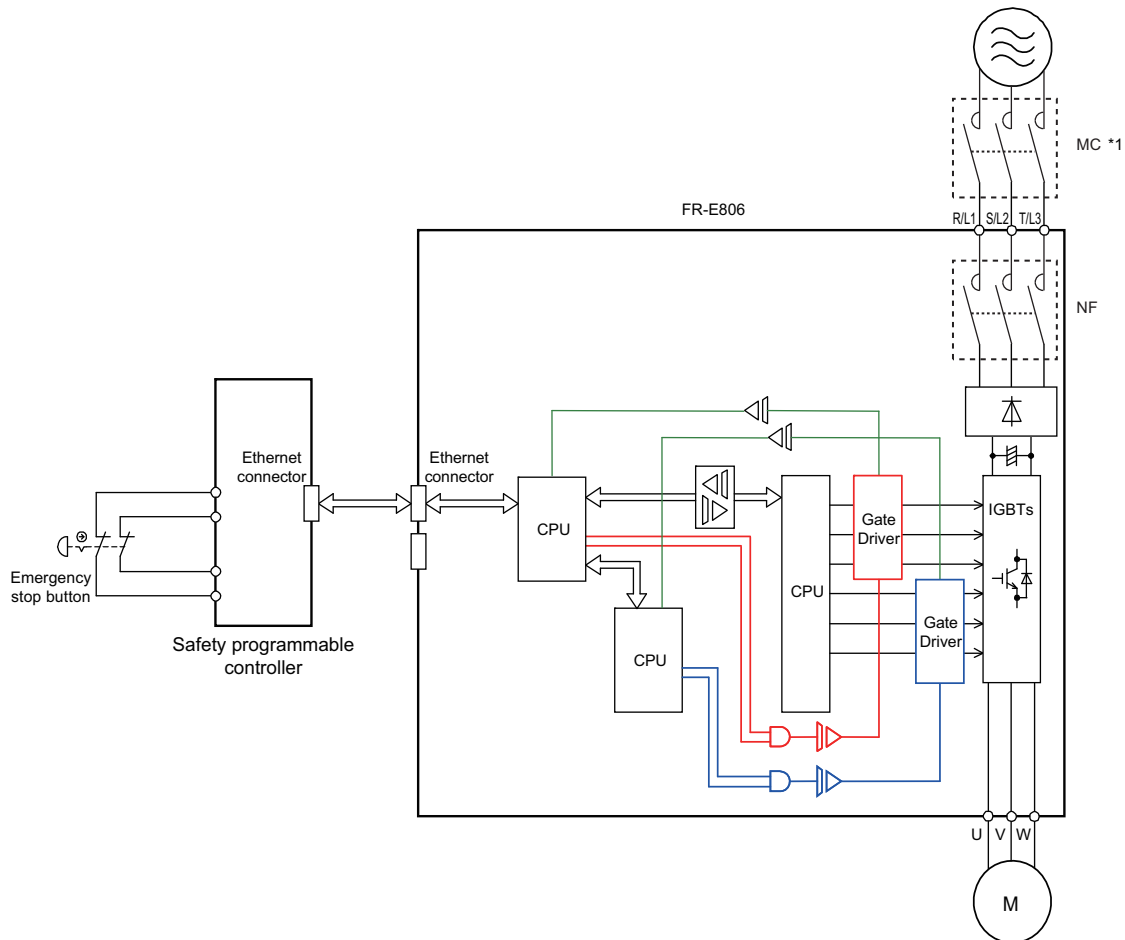 MC *1
FR-E806
R/L1 S/L2 T/L3
NF
Ethernet
connector
Ethernet
connector
CPU
Gate
Driver
IGBTs
CPU
Gate
Driver
CPU
Emergency
stop button
Safety programmable
controller
U V W
M